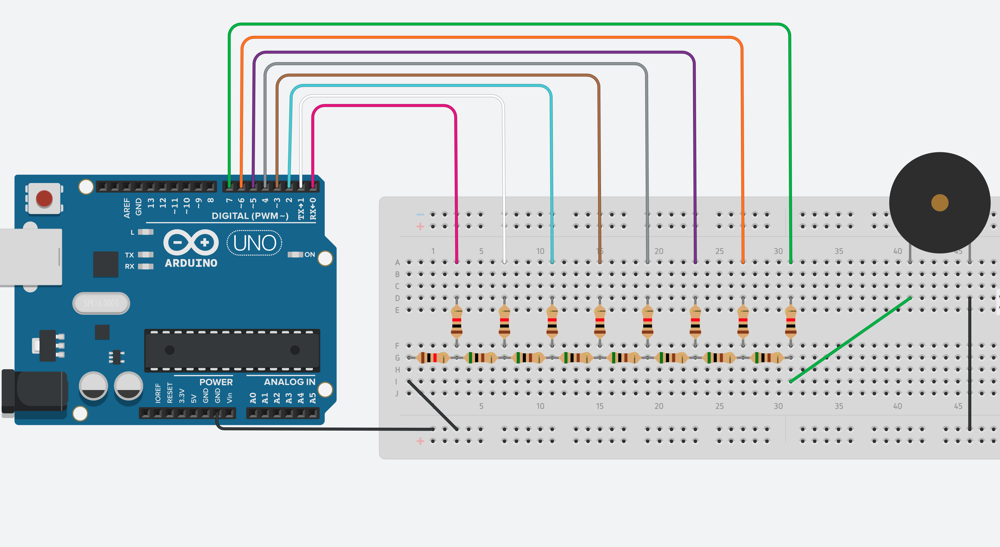 AREF
GND
13
12
~11
~10
~9
8
7
~6
~5
4
~3
2
TX→1
RX←0
DIGITAL (PWM ~)
L
TX
RX
ARDUINO
UNO
ON
SPK16.000G
POWER
ANALOG IN
IOREF
RESET
3.3V
5V
GND
GND
Vin
A0
A1
A2
A3
A4
A5
1 5 10 15 20 25 30 35 40 45
A
B
C
D
E
F
G
H
I
J
5 10 15 20 25 30 35 40 45